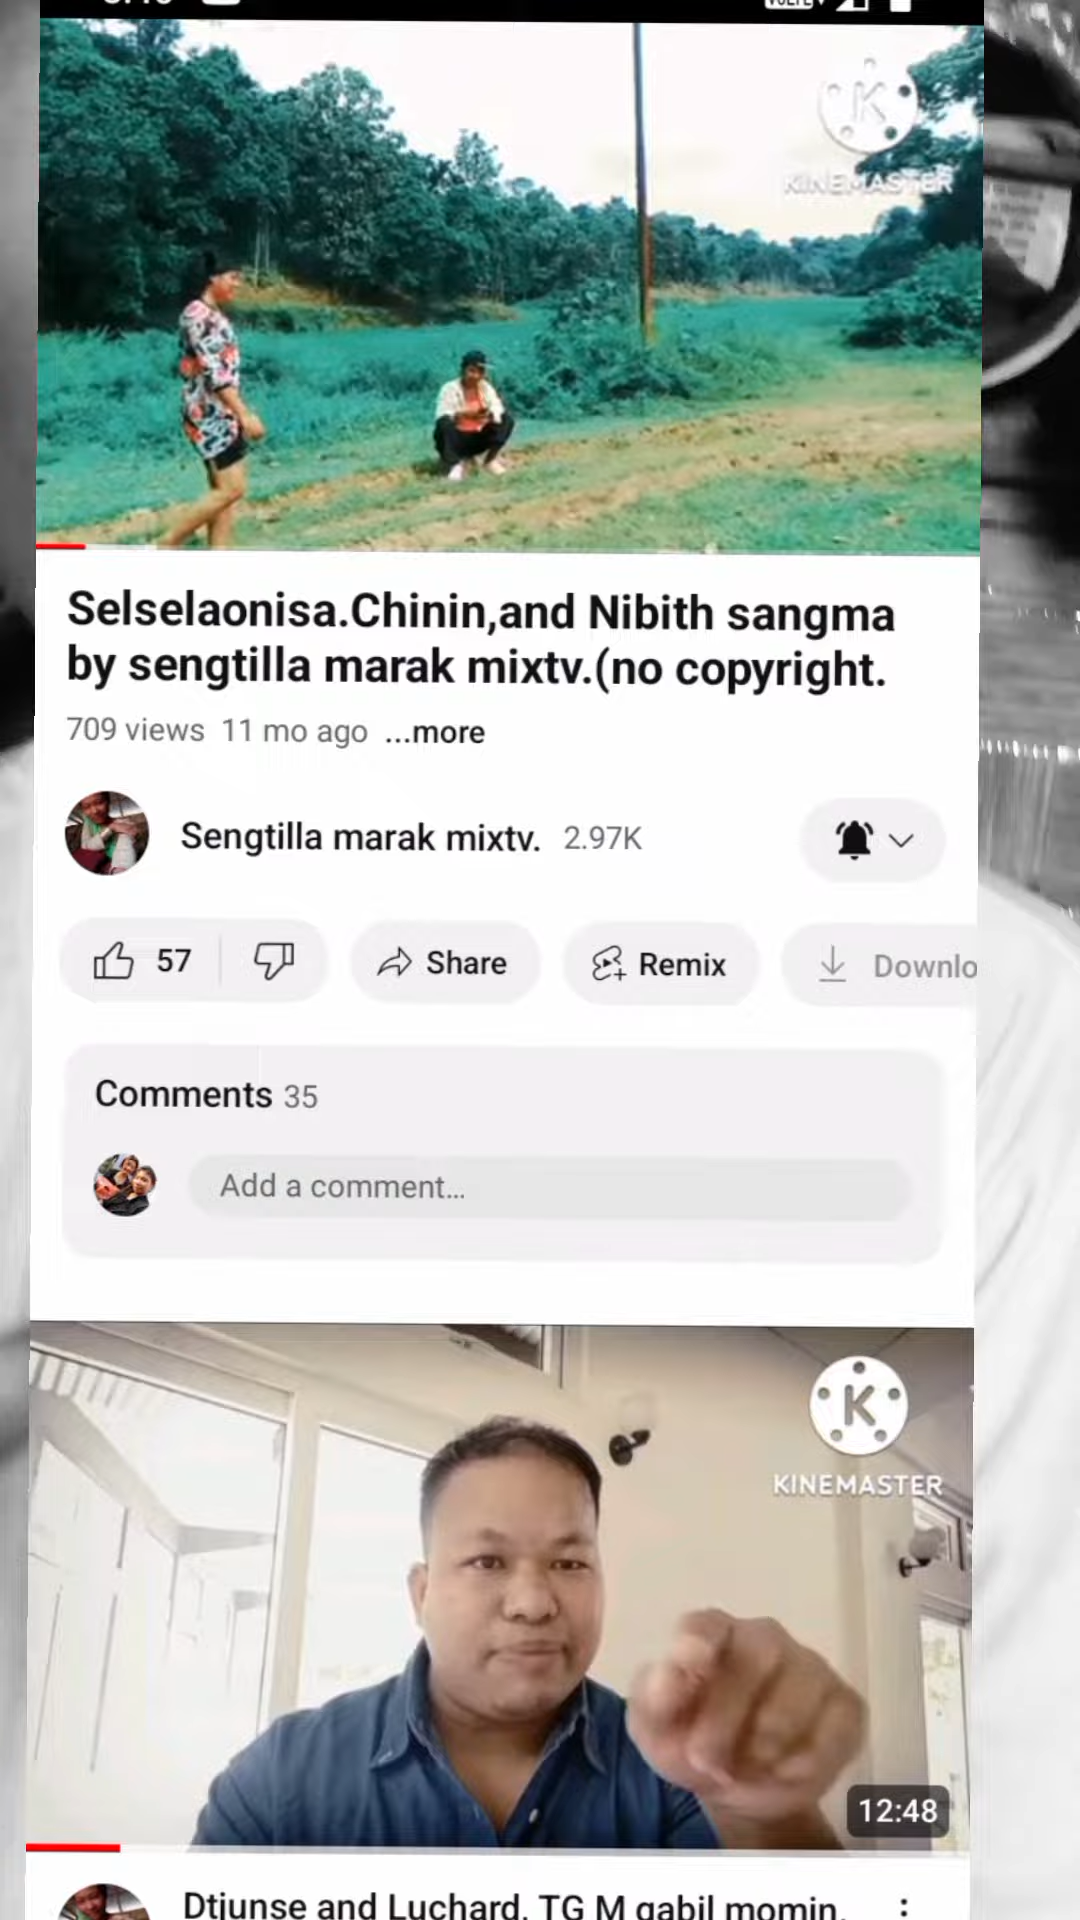 KINEMASTER
Selselaonisa.Chinin,and Nibith sangma
by sengtilla marak mixtv.(no copyright.
709 views 11 mo ago ...more
Sengtilla marak mixtv. 2.97K
57 Share Remix Downlo
Comments 35
Add a comment...
K
KINEMASTER
12:48
Dtjunse and Luchard. TG M gabil momin.